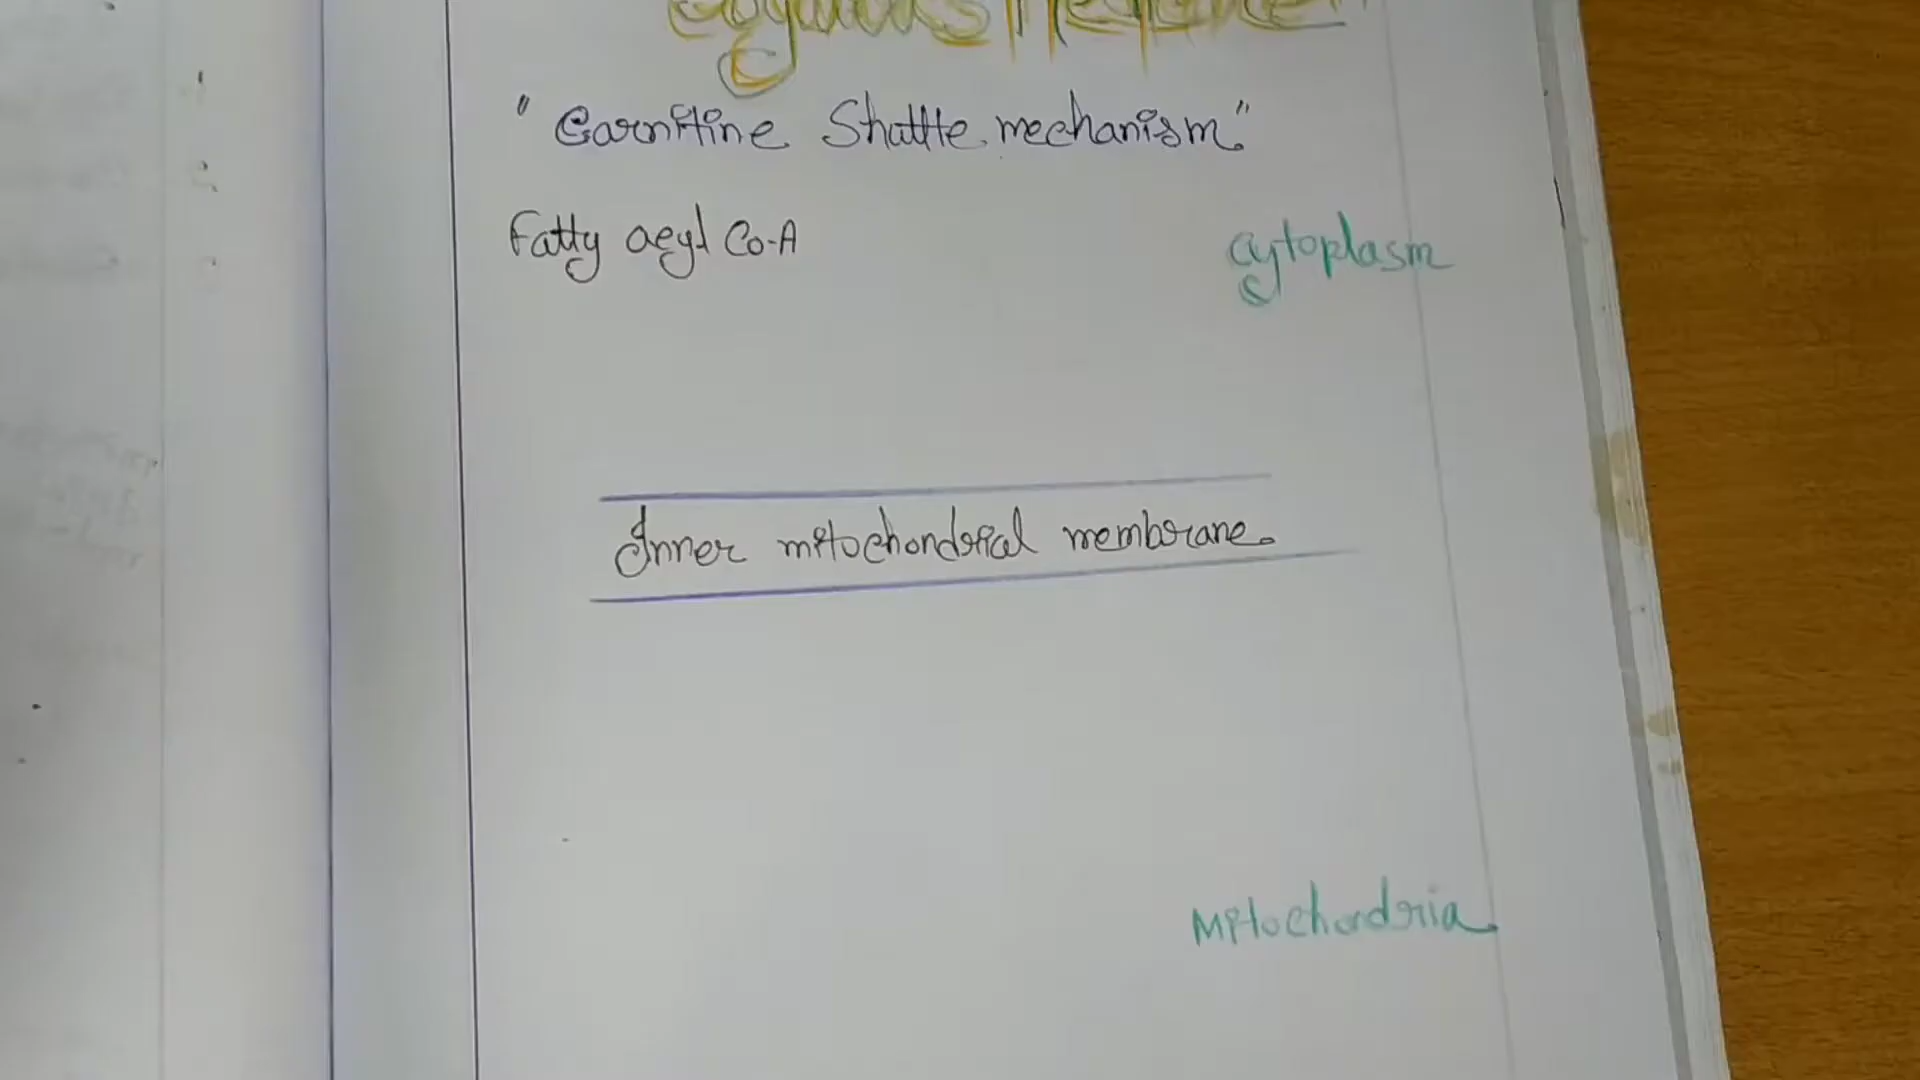 "Carnitine Shuttle mechanism"
Fatty acyl Co-A
cytoplasm
Inner mitochondrial membrane.
Mitochondria